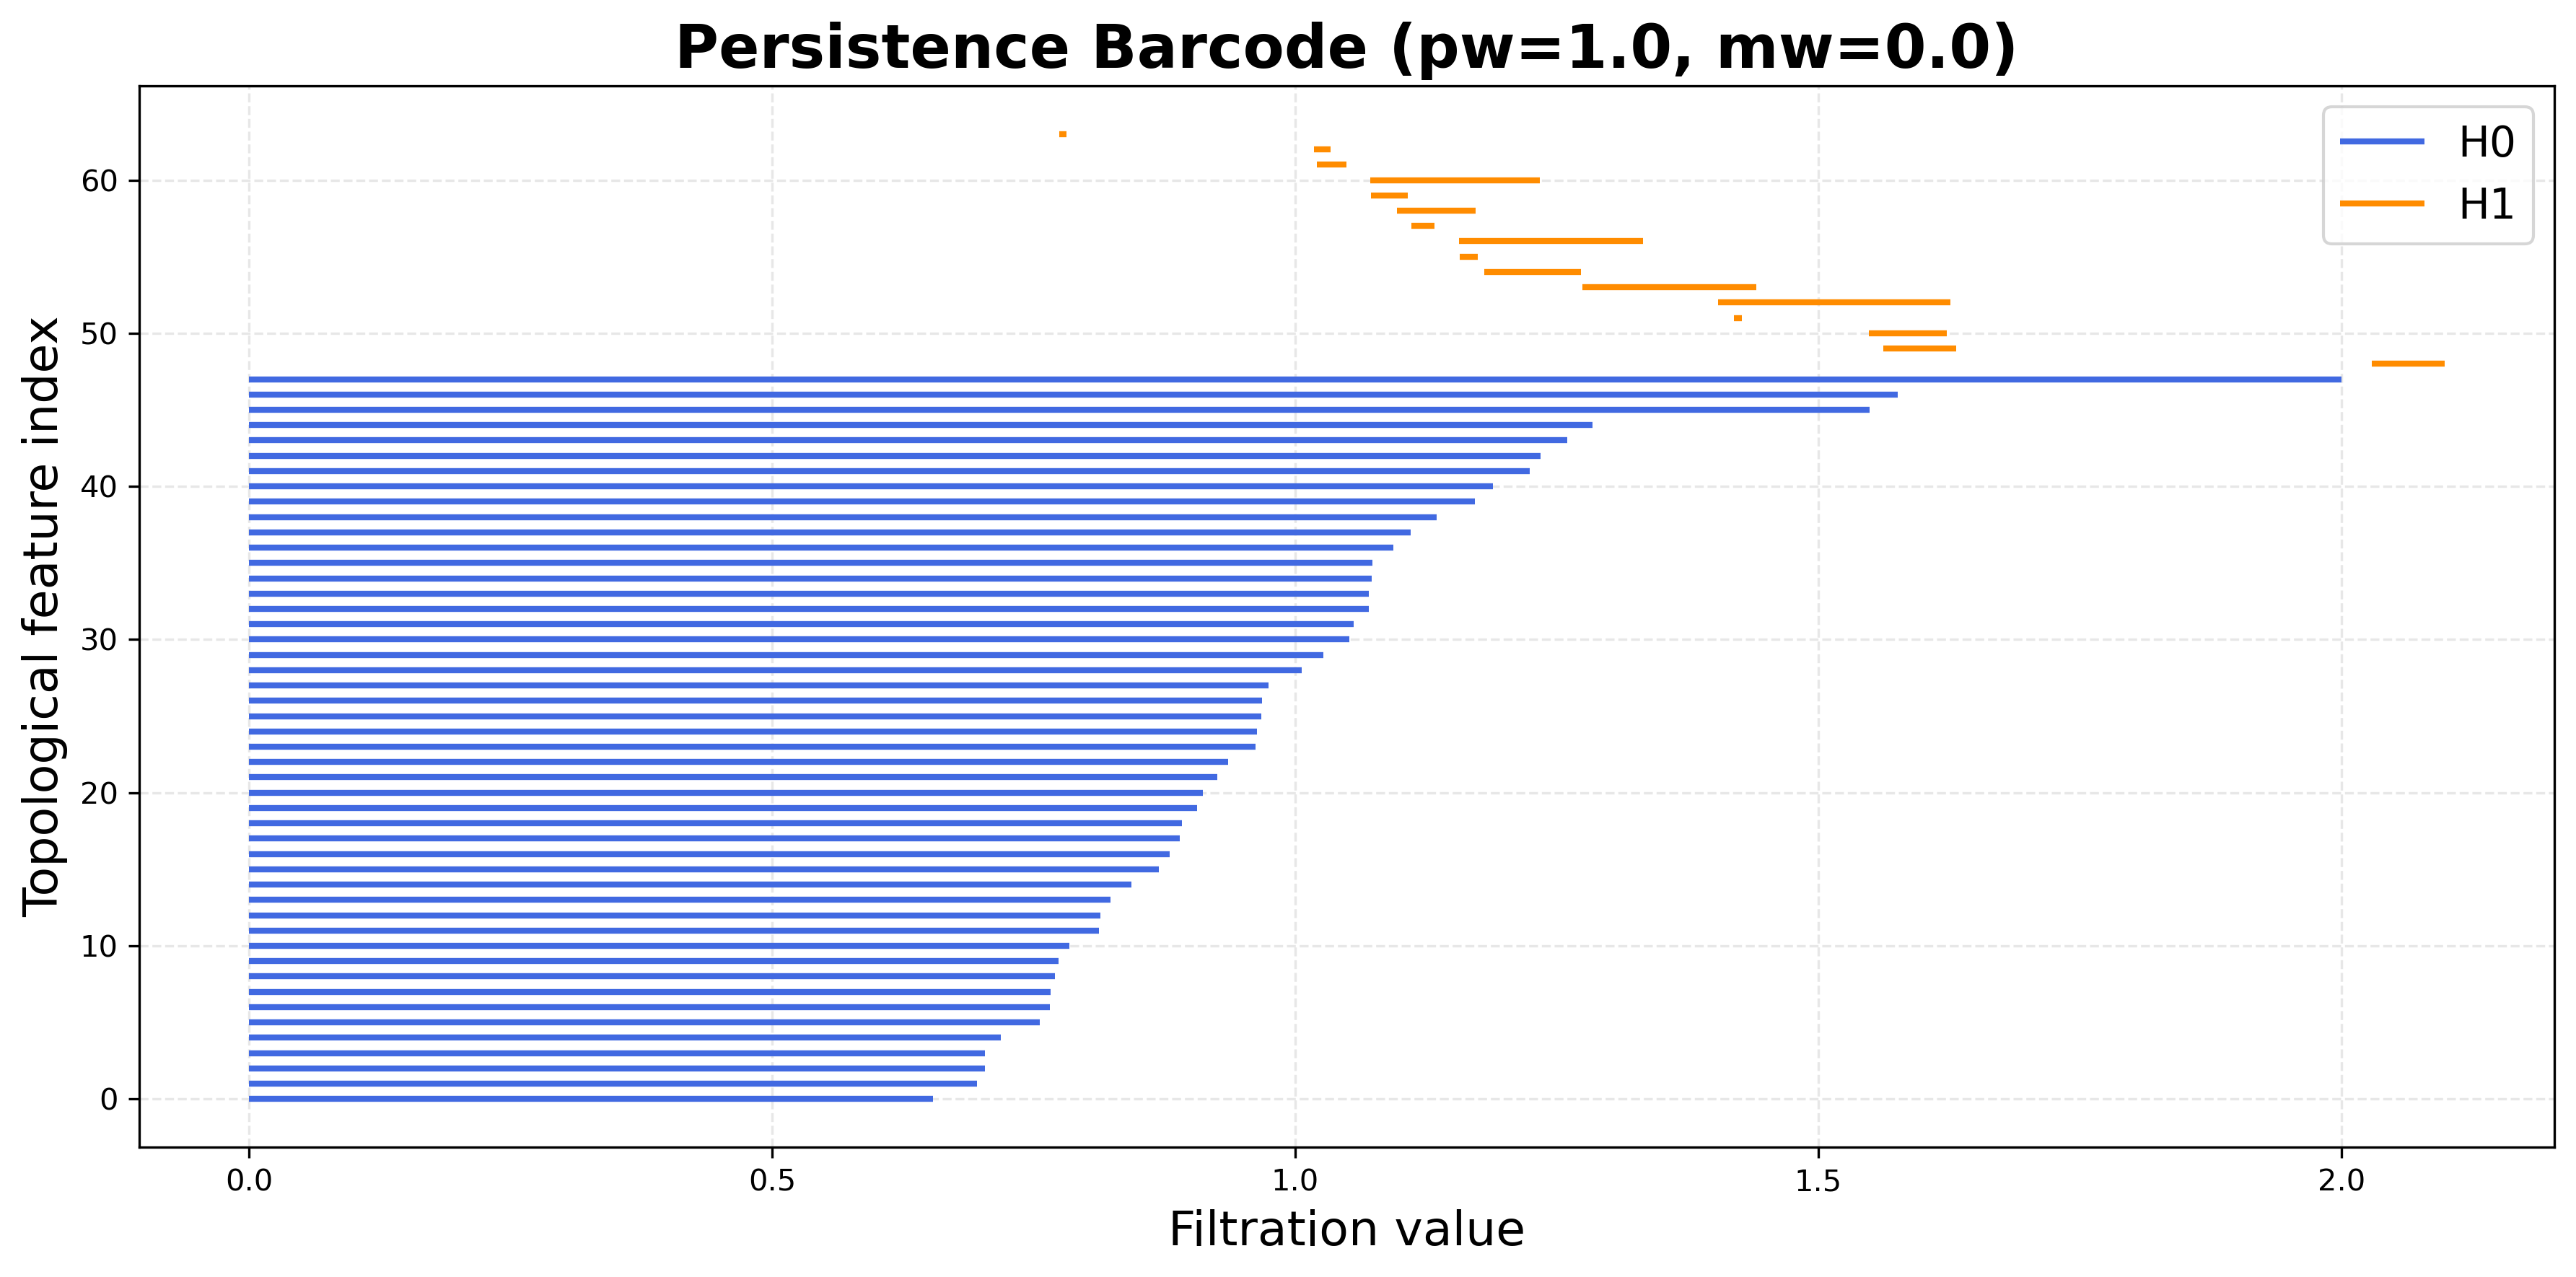 Persistence Barcode (pw=1.0, mw=0.0)
H0
H1
Topological feature index
60
50
40
30
20
10
0
0.0 0.5 1.0 1.5 2.0
Filtration value